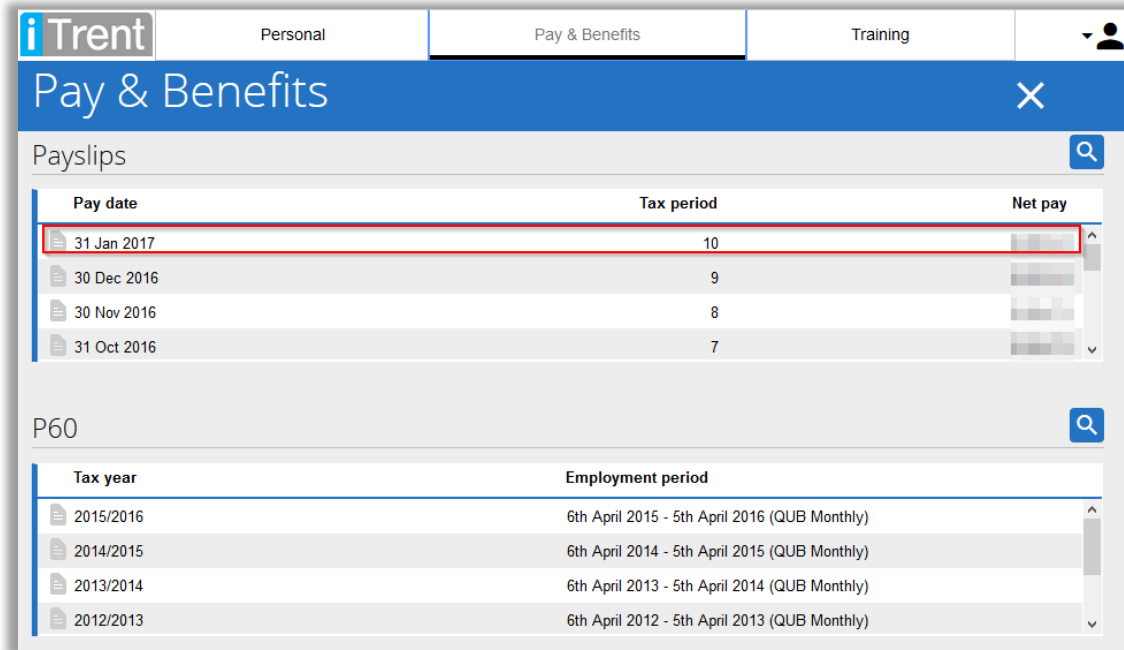 iTrent Personal Pay & Benefits Training
Pay & Benefits
Payslips
Pay date Tax period Net pay
31 Jan 2017 10
30 Dec 2016 9
30 Nov 2016 8
31 Oct 2016 7
P60
Tax year Employment period
2015/2016 6th April 2015 - 5th April 2016 (QUB Monthly)
2014/2015 6th April 2014 - 5th April 2015 (QUB Monthly)
2013/2014 6th April 2013 - 5th April 2014 (QUB Monthly)
2012/2013 6th April 2012 - 5th April 2013 (QUB Monthly)